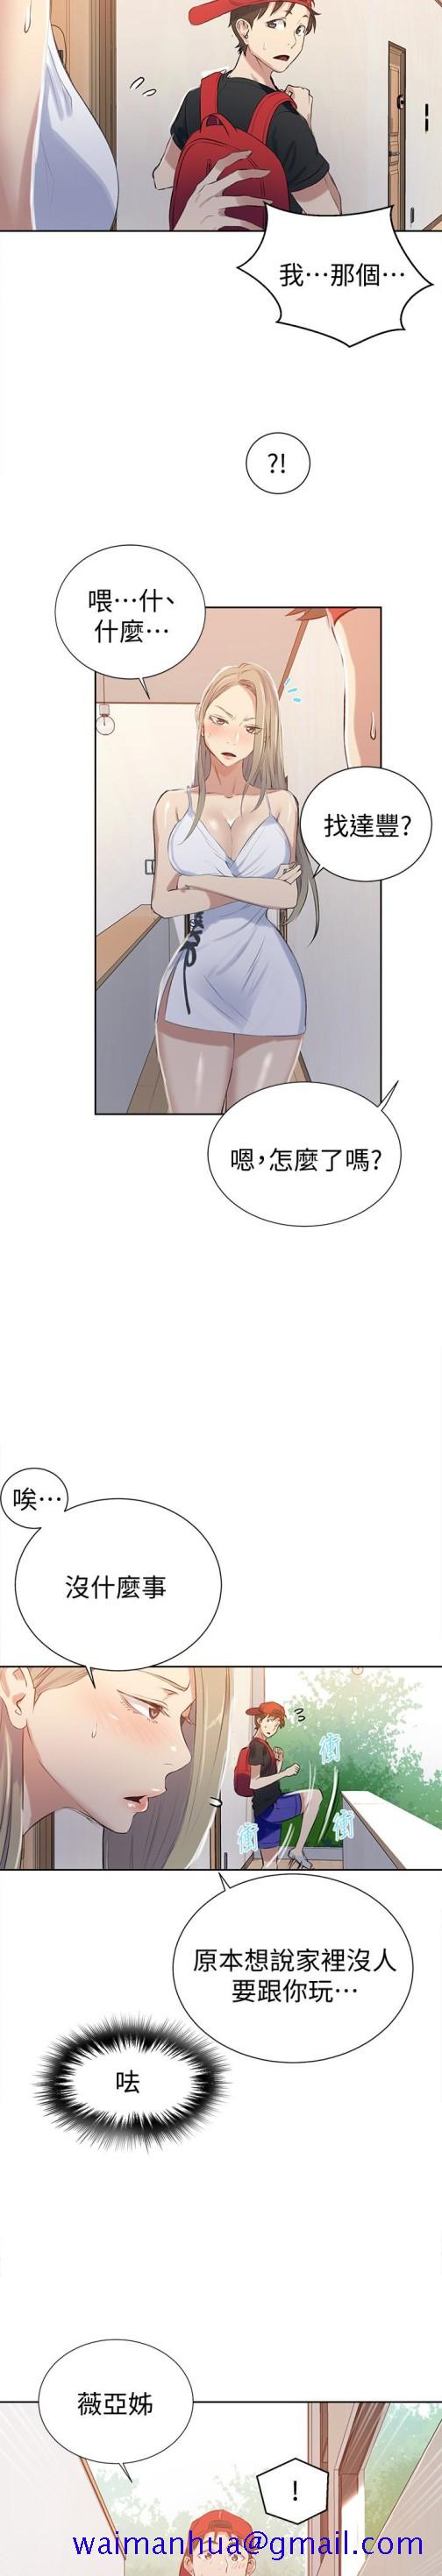 我⋯那個⋯
?!
喂⋯什、
什麼⋯
找達豐?
嗯，怎麼了嗎?
唉⋯
沒什麼事
衝
衝
衝
原本想說家裡沒人
要跟你玩⋯
呿
薇亞姊
!
waimanhua@gmail.com